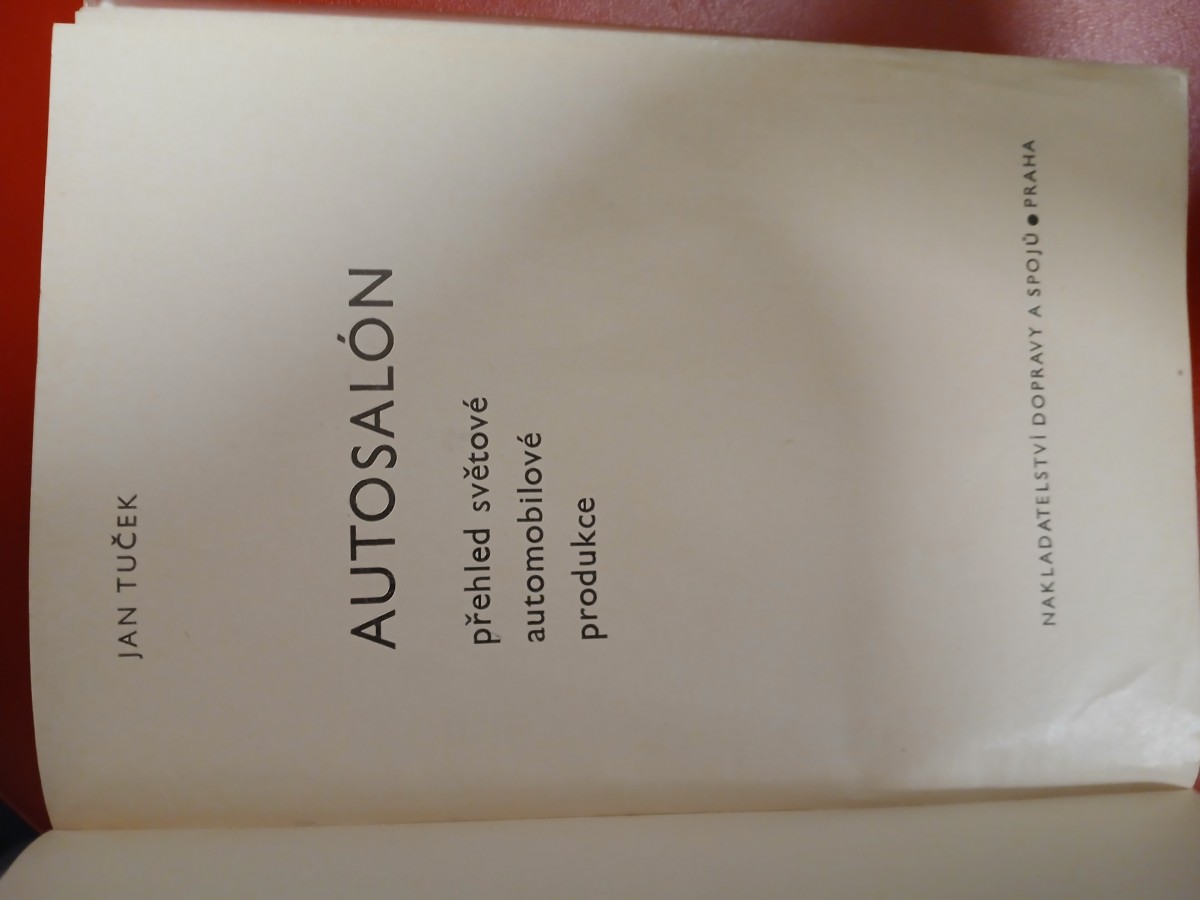 JAN TUČEK
AUTOSALÓN
přehled světové
automobilové
produkce
NAKLADATELSTVÍ DOPRAVY A SPOJŮ ● PRAHA